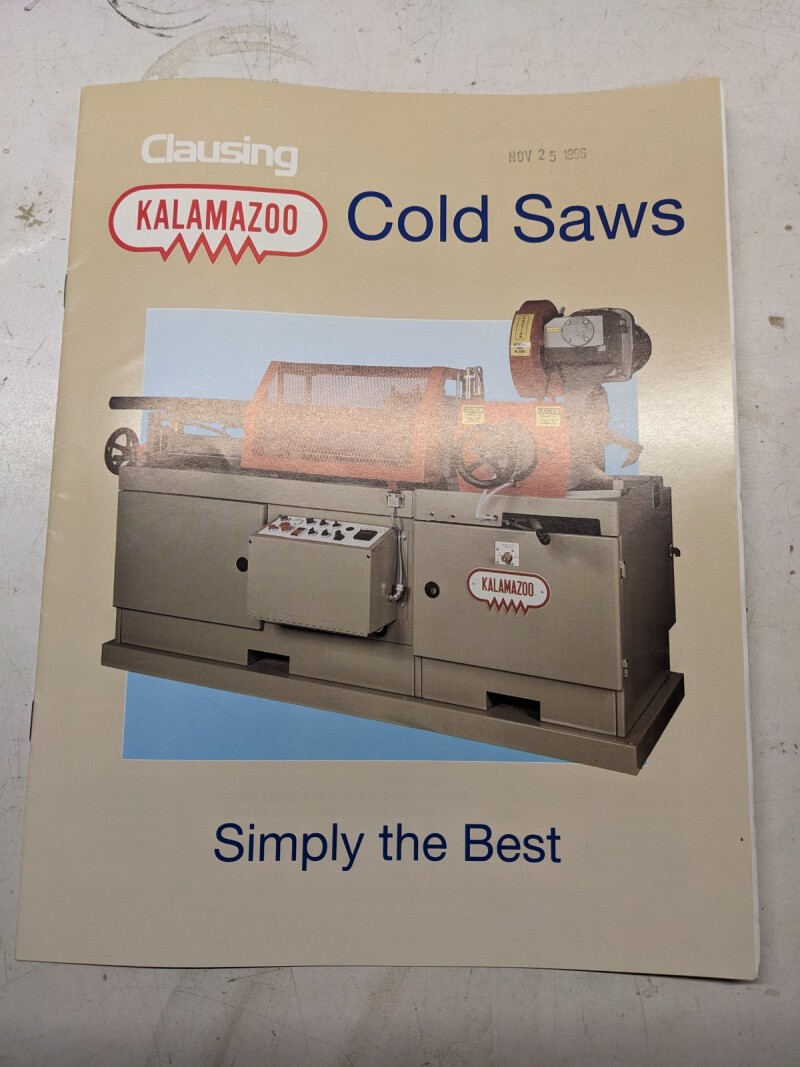 Clausing
NOV 25 1996
KALAMAZOO
Cold Saws
KALAMAZOO
Simply the Best